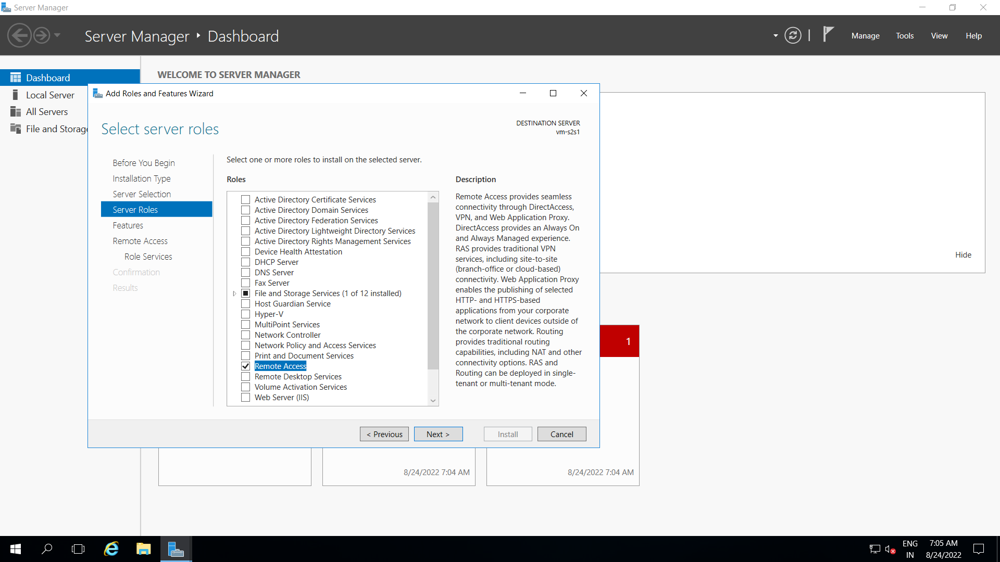 Server Manager
Server Manager ‣ Dashboard
Manage
Tools
View
Help
Dashboard
Local Server
All Servers
File and Storage
WELCOME TO SERVER MANAGER
Add Roles and Features Wizard
Select server roles
DESTINATION SERVER
vm-s2s1
Before You Begin
Installation Type
Server Selection
Server Roles
Features
Remote Access
Role Services
Confirmation
Results
Select one or more roles to install on the selected server.
Roles
Active Directory Certificate Services
Active Directory Domain Services
Active Directory Federation Services
Active Directory Lightweight Directory Services
Active Directory Rights Management Services
Device Health Attestation
DHCP Server
DNS Server
Fax Server
File and Storage Services (1 of 12 installed)
Host Guardian Service
Hyper-V
MultiPoint Services
Network Controller
Network Policy and Access Services
Print and Document Services
Remote Access
Remote Desktop Services
Volume Activation Services
Web Server (IIS)
Description
Remote Access provides seamless
connectivity through DirectAccess,
VPN, and Web Application Proxy.
DirectAccess provides an Always On
and Always Managed experience.
RAS provides traditional VPN
services, including site-to-site
(branch-office or cloud-based)
connectivity. Web Application Proxy
enables the publishing of selected
HTTP- and HTTPS-based
applications from your corporate
network to client devices outside of
the corporate network. Routing
provides traditional routing
capabilities, including NAT and other
connectivity options. RAS and
Routing can be deployed in single-
tenant or multi-tenant mode.
< Previous
Next >
Install
Cancel
Hide
1
8/24/2022 7:04 AM
8/24/2022 7:04 AM
ENG
IN
7:05 AM
8/24/2022